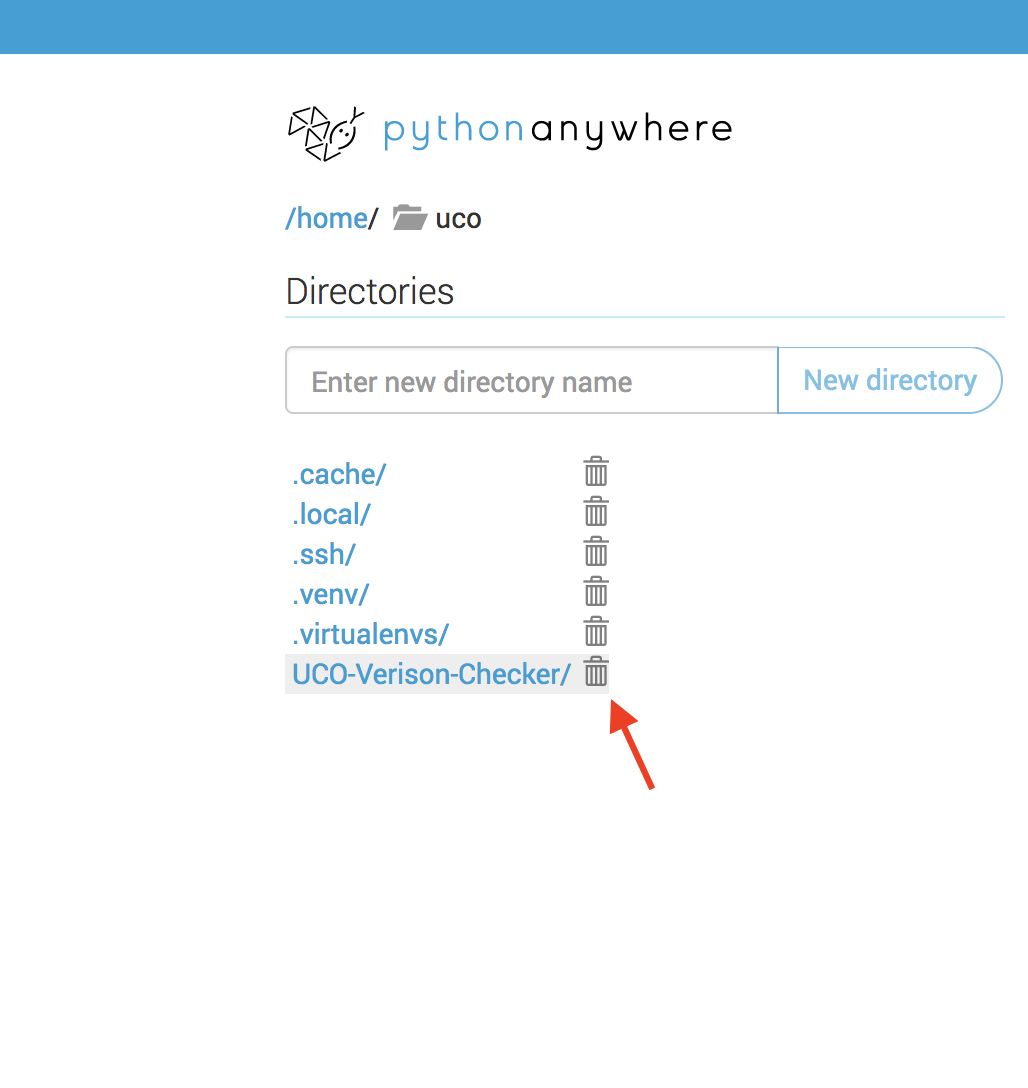 pythonanywhere
/home/ uco
Directories
Enter new directory name New directory
.cache/
.local/
.ssh/
.venv/
.virtualenvs/
UCO-Verison-Checker/